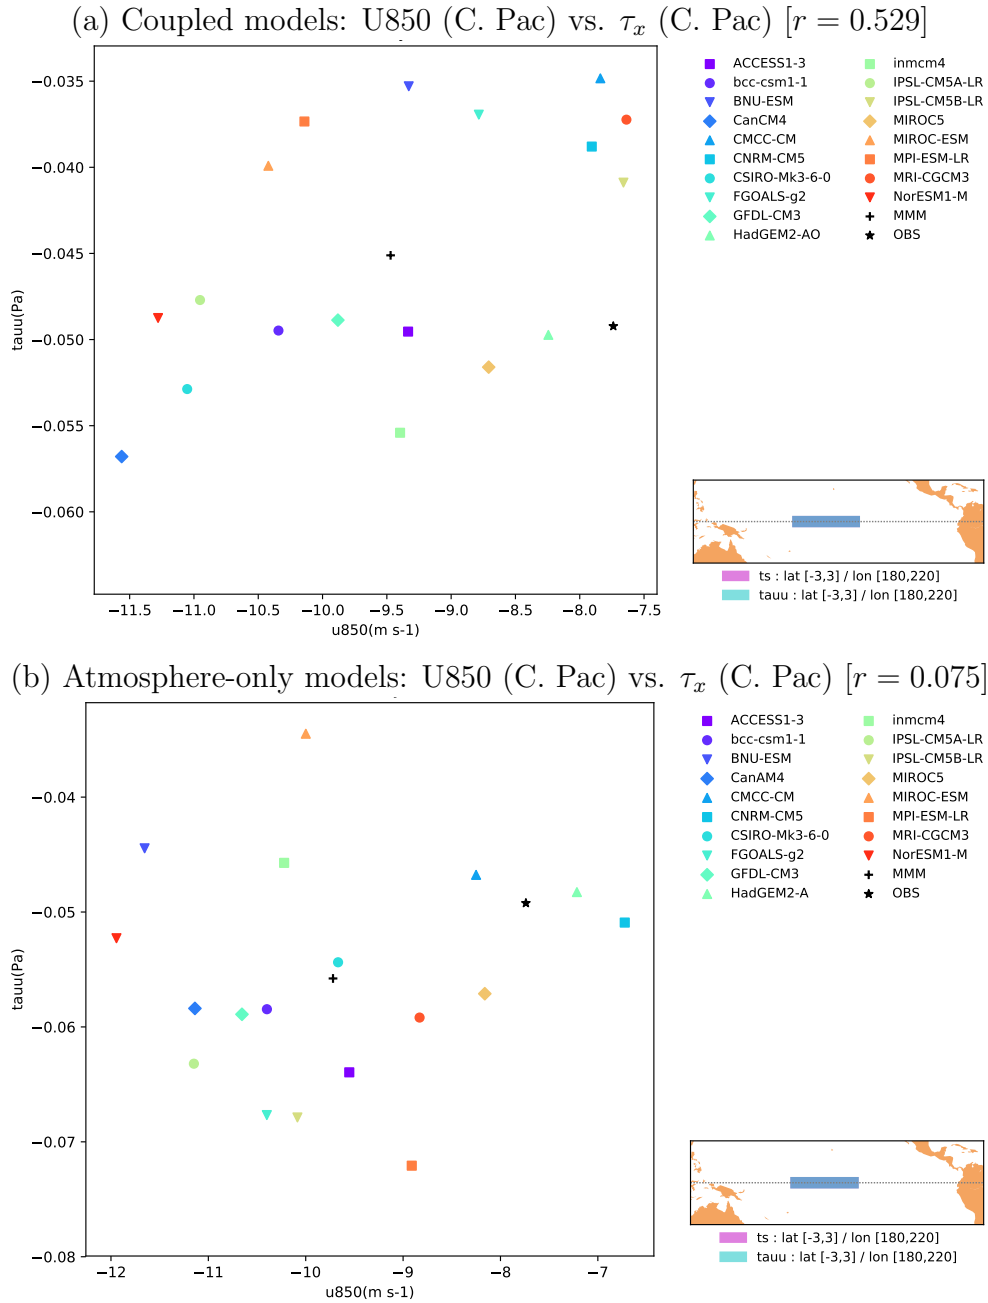 (a) Coupled models: U850 (C. Pac) vs. τx (C. Pac) [r = 0.529]
−0.035
−0.040
−0.045
−0.050
−0.055
−0.060
tauu(Pa)
−11.5 −11.0 −10.5 −10.0 −9.5 −9.0 −8.5 −8.0 −7.5
u850(m s-1)
ACCESS1-3
bcc-csm1-1
BNU-ESM
CanCM4
CMCC-CM
CNRM-CM5
CSIRO-Mk3-6-0
FGOALS-g2
GFDL-CM3
HadGEM2-AO
inmcm4
IPSL-CM5A-LR
IPSL-CM5B-LR
MIROC5
MIROC-ESM
MPI-ESM-LR
MRI-CGCM3
NorESM1-M
MMM
OBS
ts : lat [-3,3] / lon [180,220]
tauu : lat [-3,3] / lon [180,220]
(b) Atmosphere-only models: U850 (C. Pac) vs. τx (C. Pac) [r = 0.075]
−0.04
−0.05
−0.06
−0.07
−0.08
tauu(Pa)
−12 −11 −10 −9 −8 −7
u850(m s-1)
ACCESS1-3
bcc-csm1-1
BNU-ESM
CanAM4
CMCC-CM
CNRM-CM5
CSIRO-Mk3-6-0
FGOALS-g2
GFDL-CM3
HadGEM2-A
inmcm4
IPSL-CM5A-LR
IPSL-CM5B-LR
MIROC5
MIROC-ESM
MPI-ESM-LR
MRI-CGCM3
NorESM1-M
MMM
OBS
ts : lat [-3,3] / lon [180,220]
tauu : lat [-3,3] / lon [180,220]